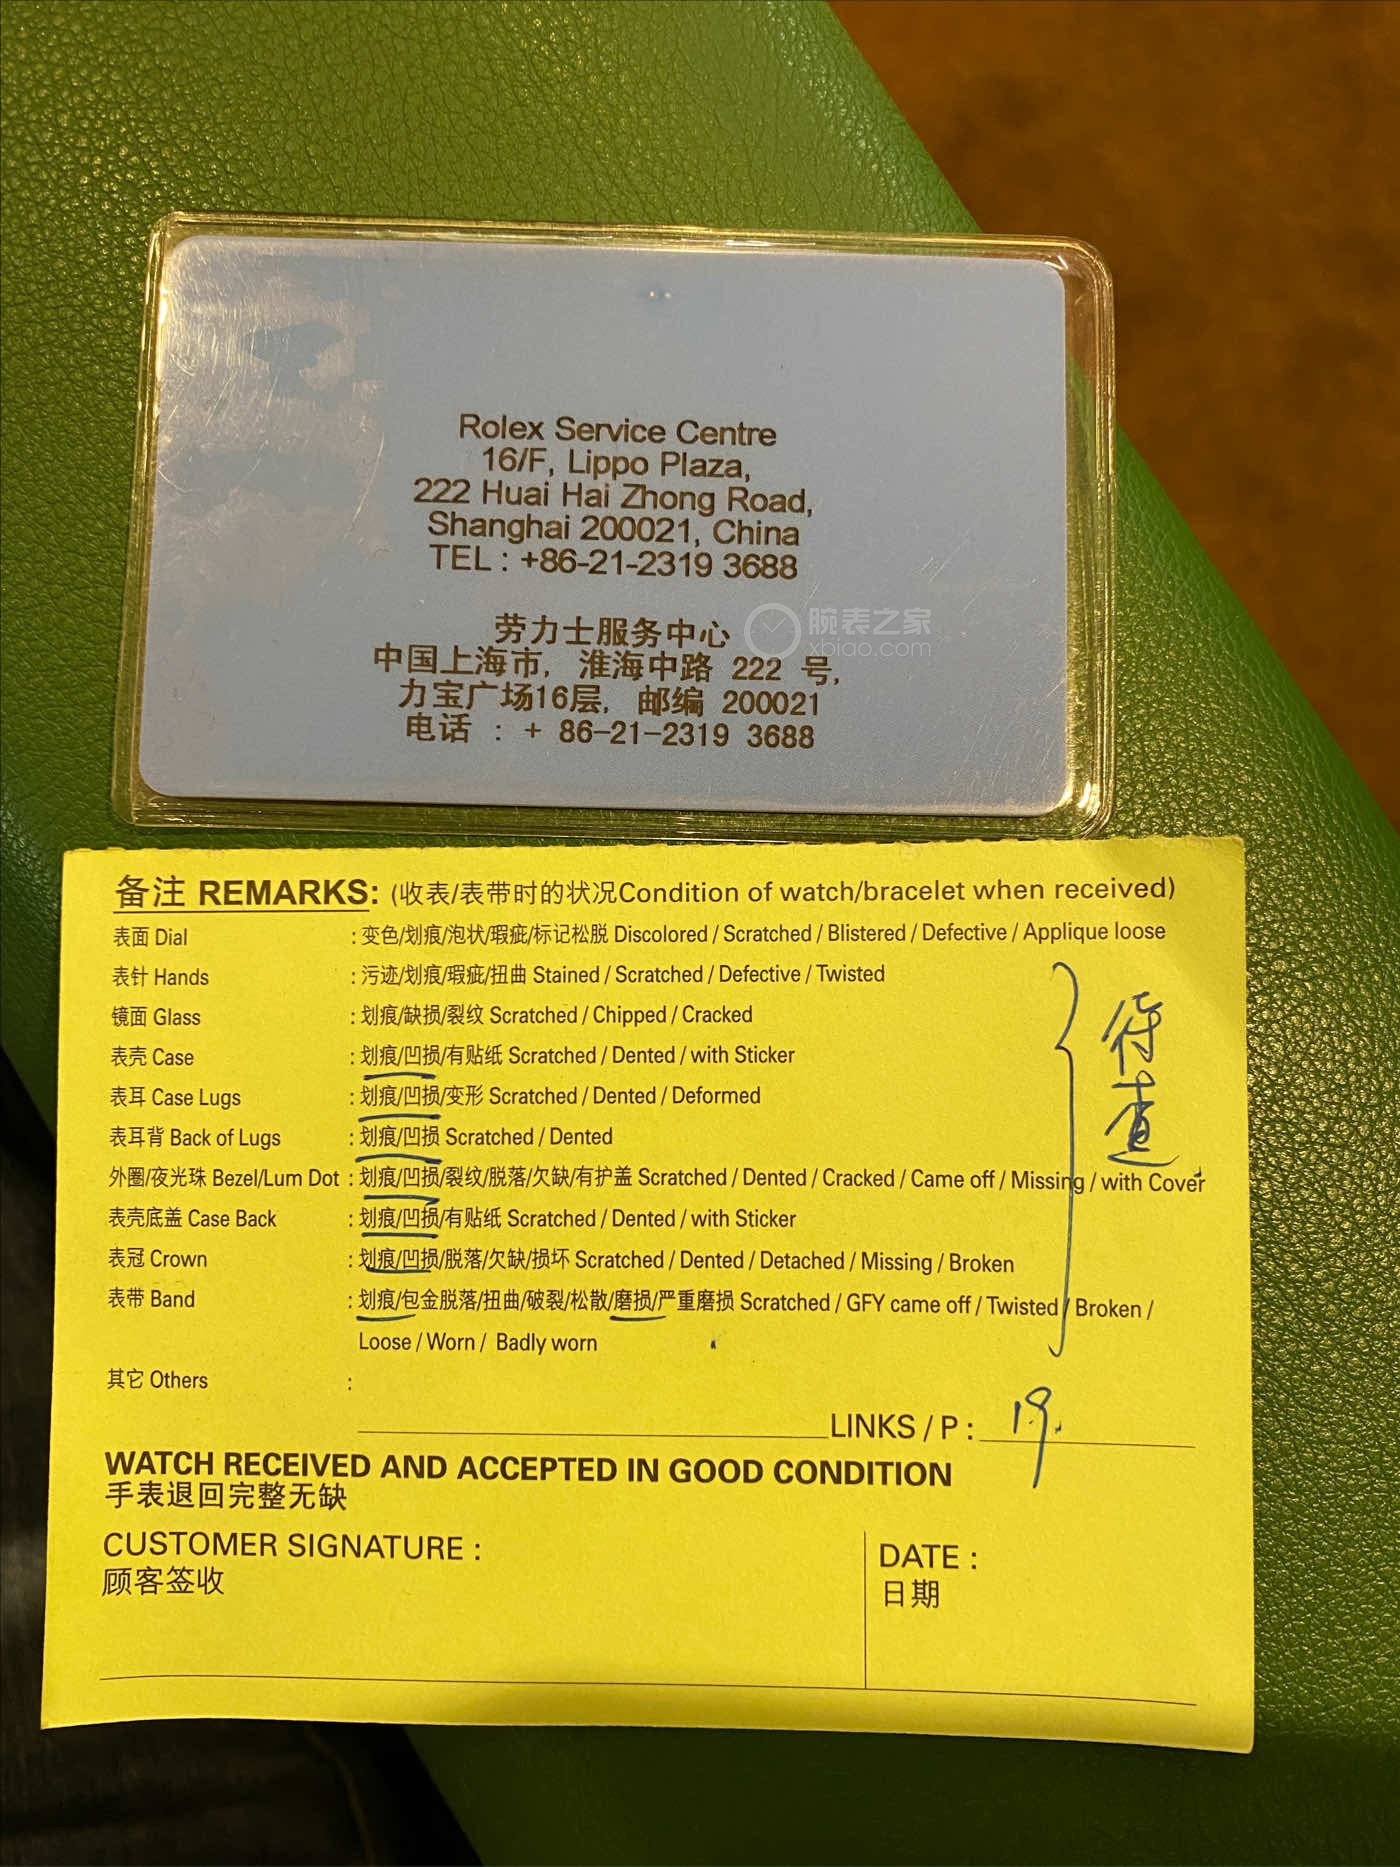 Rolex Service Centre
16/F, Lippo Plaza,
222 Huai Hai Zhong Road,
Shanghai 200021, China
TEL : +86-21-2319 3688
劳力士服务中心
中国上海市, 淮海中路 222 号,
力宝广场16层, 邮编 200021
电话 : + 86-21-2319 3688
腕表之家
xbiao.com
备注 REMARKS: (收表/表带时的状况Condition of watch/bracelet when received)
表面 Dial : 变色/划痕/泡状/瑕疵/标记松脱 Discolored / Scratched / Blistered / Defective / Applique loose
表针 Hands : 污迹/划痕/瑕疵/扭曲 Stained / Scratched / Defective / Twisted
镜面 Glass : 划痕/缺损/裂纹 Scratched / Chipped / Cracked
表壳 Case : 划痕/凹损/有贴纸 Scratched / Dented / with Sticker
表耳 Case Lugs : 划痕/凹损/变形 Scratched / Dented / Deformed
表耳背 Back of Lugs : 划痕/凹损 Scratched / Dented
外圈/夜光珠 Bezel/Lum Dot : 划痕/凹损/裂纹/脱落/欠缺/有护盖 Scratched / Dented / Cracked / Came off / Missing / with Cover
表壳底盖 Case Back : 划痕/凹损/有贴纸 Scratched / Dented / with Sticker
表冠 Crown : 划痕/凹损/脱落/欠缺/损坏 Scratched / Dented / Detached / Missing / Broken
表带 Band : 划痕/包金脱落/扭曲/破裂/松散/磨损/严重磨损 Scratched / GFY came off / Twisted / Broken /
Loose / Worn / Badly worn
待查
其它 Others :
LINKS / P : 19.
WATCH RECEIVED AND ACCEPTED IN GOOD CONDITION
手表退回完整无缺
CUSTOMER SIGNATURE :
顾客签收
DATE :
日期